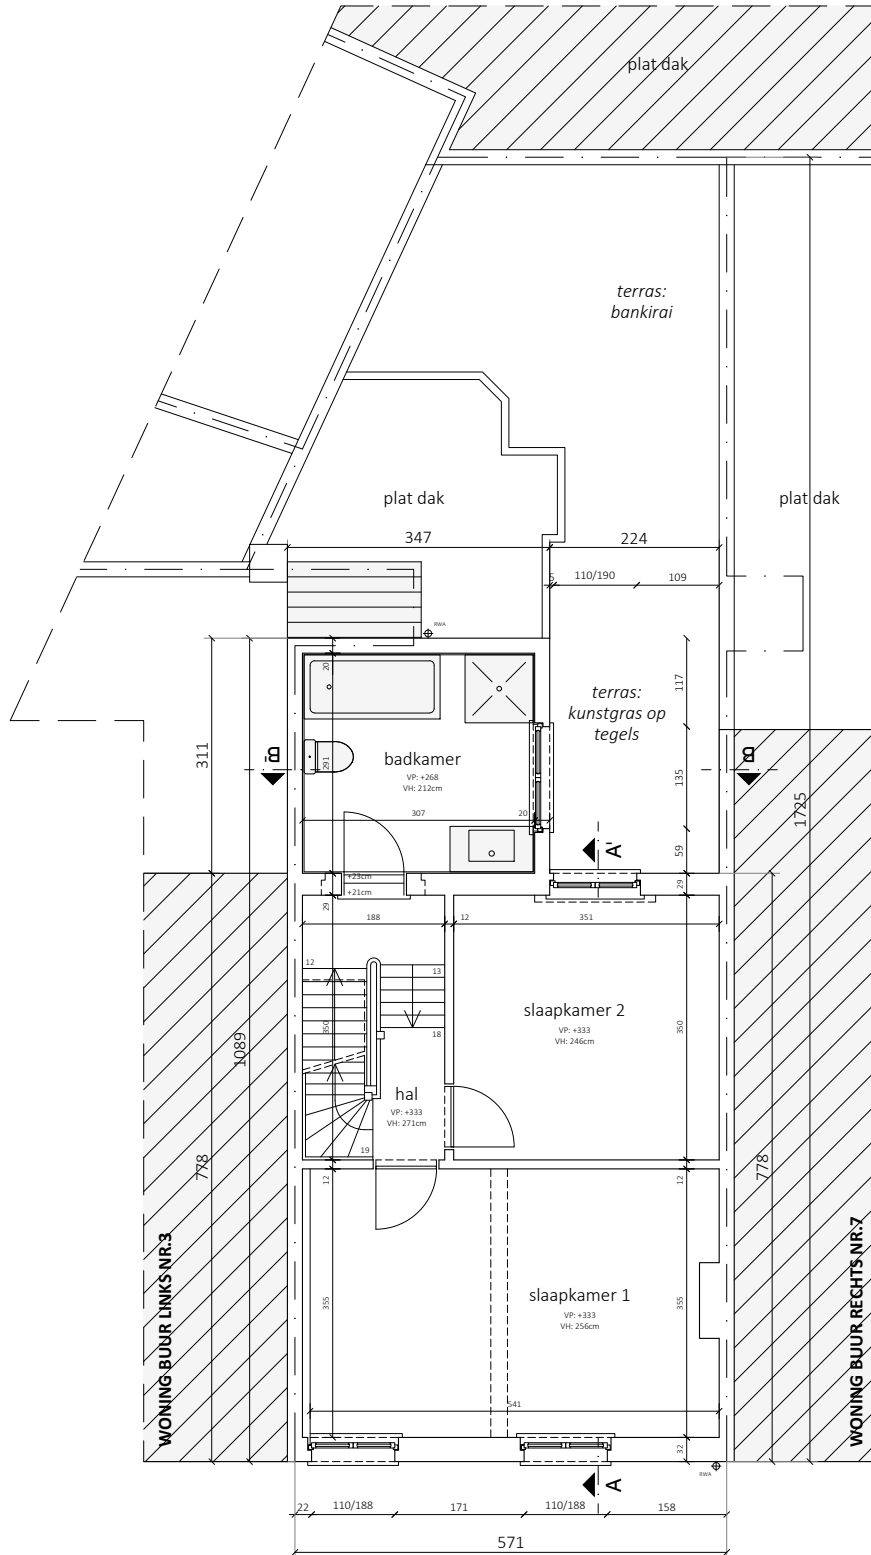 plat dak
terras:
bankirai
plat dak
plat dak
347
224
5
110/190
109
RWA
20
117
terras:
kunstgras op
tegels
311
B'
291
badkamer
VP: +268
VH: 212cm
B
135
1725
307
20
59
A'
+23cm
+21cm
29
29
188
12
351
12
13
350
18
slaapkamer 2
VP: +333
VH: 246cm
350
1089
hal
VP: +333
VH: 271cm
19
778
778
12
12
WONING BUUR LINKS NR.3
WONING BUUR RECHTS NR.7
355
slaapkamer 1
VP: +333
VH: 256cm
355
541
32
RWA
A
22
110/188
171
110/188
158
571